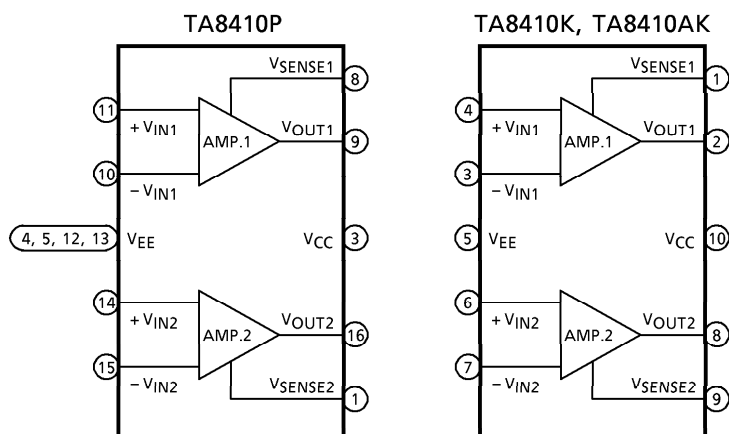 TA8410P
VSENSE1
8
11
+VIN1
AMP.1
VOUT1
9
10
−VIN1
4, 5, 12, 13
VEE
VCC
3
14
+VIN2
AMP.2
VOUT2
16
15
−VIN2
VSENSE2
1
TA8410K, TA8410AK
VSENSE1
1
4
+VIN1
AMP.1
VOUT1
2
3
−VIN1
5
VEE
VCC
10
6
+VIN2
AMP.2
VOUT2
8
7
−VIN2
VSENSE2
9